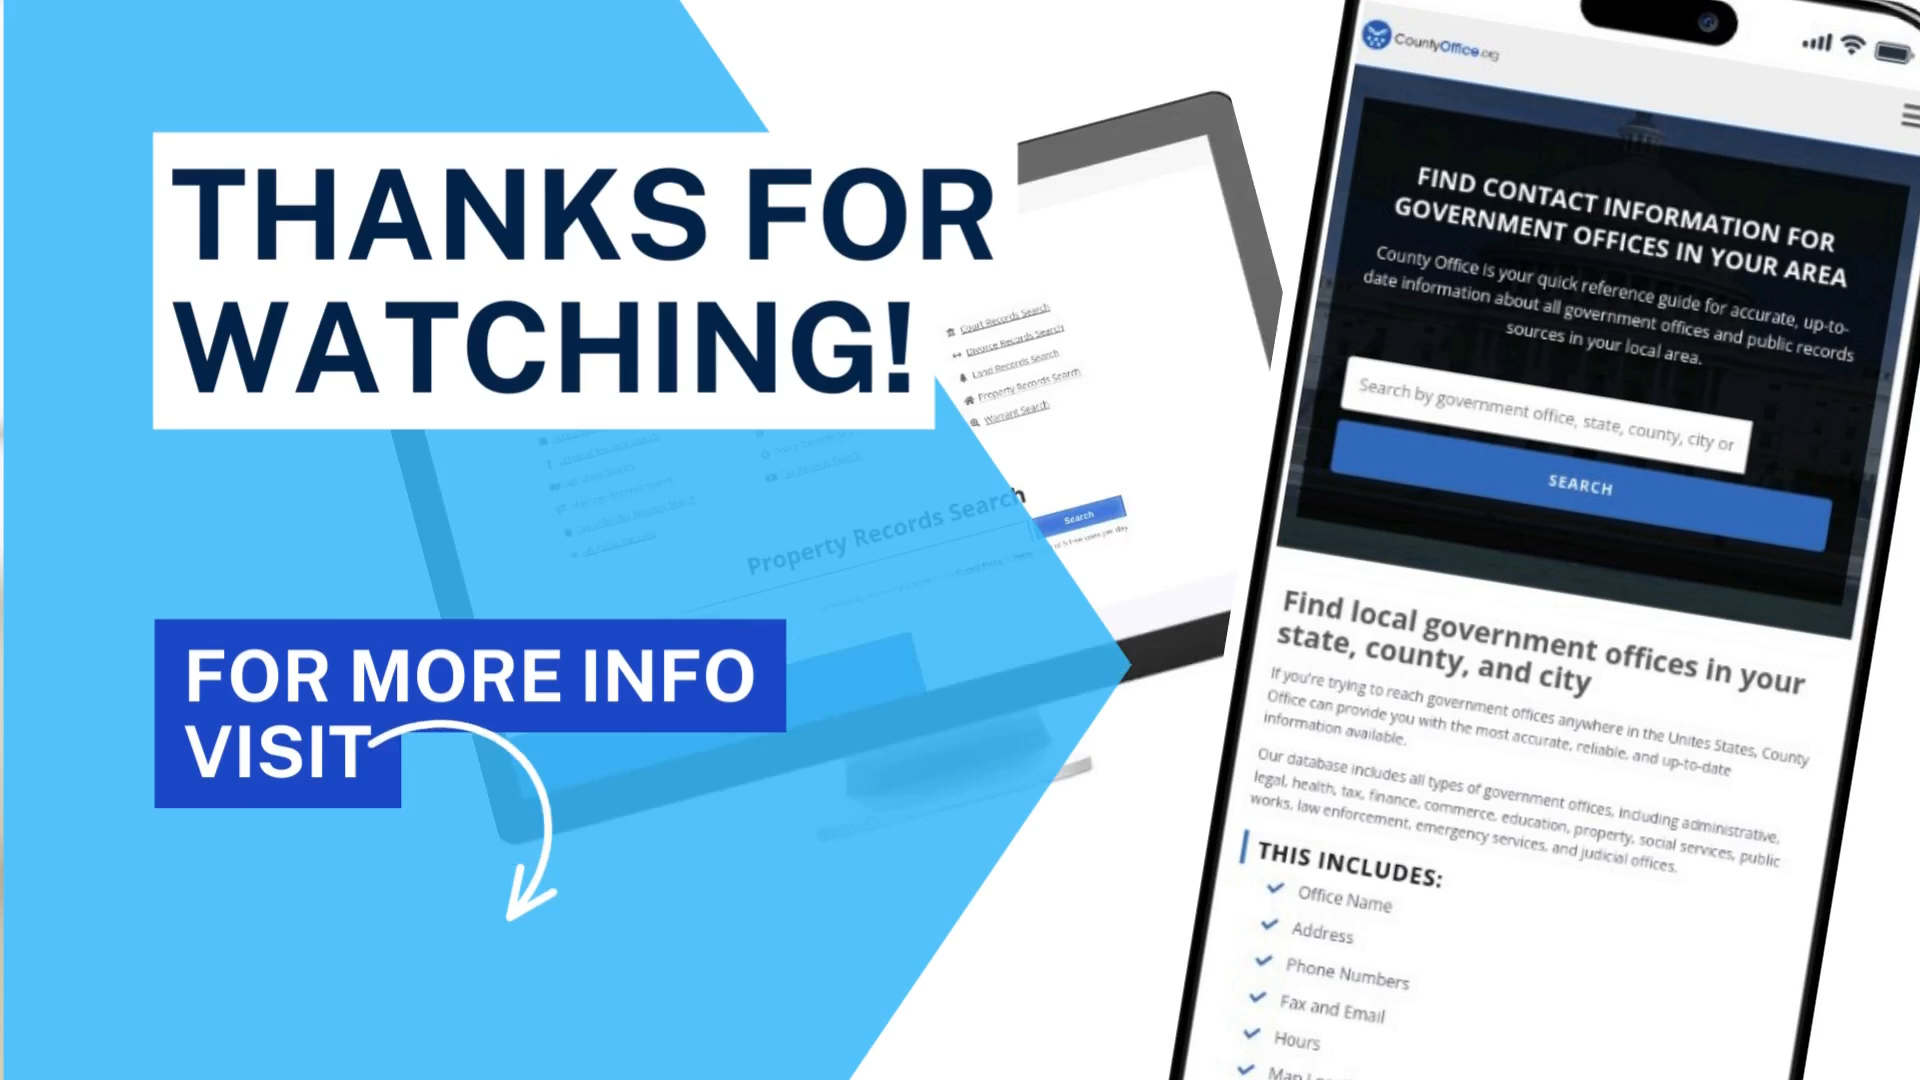 THANKS FOR
WATCHING!
FOR MORE INFO
VISIT
Court Records Search
Divorce Records Search
Land Records Search
Property Records Search
Warrant Search
Property Records Search
Search
of 5 free uses per day
CountyOffice.org
FIND CONTACT INFORMATION FOR
GOVERNMENT OFFICES IN YOUR AREA
County Office is your quick reference guide for accurate, up-to-
date information about all government offices and public records
sources in your local area.
Search by government office, state, county, city or
SEARCH
Find local government offices in your
state, county, and city
If you're trying to reach government offices anywhere in the Unites States, County
Office can provide you with the most accurate, reliable, and up-to-date
information available.
Our database includes all types of government offices, including administrative,
legal, health, tax, finance, commerce, education, property, social services, public
works, law enforcement, emergency services, and judicial offices.
THIS INCLUDES:
Office Name
Address
Phone Numbers
Fax and Email
Hours
Map